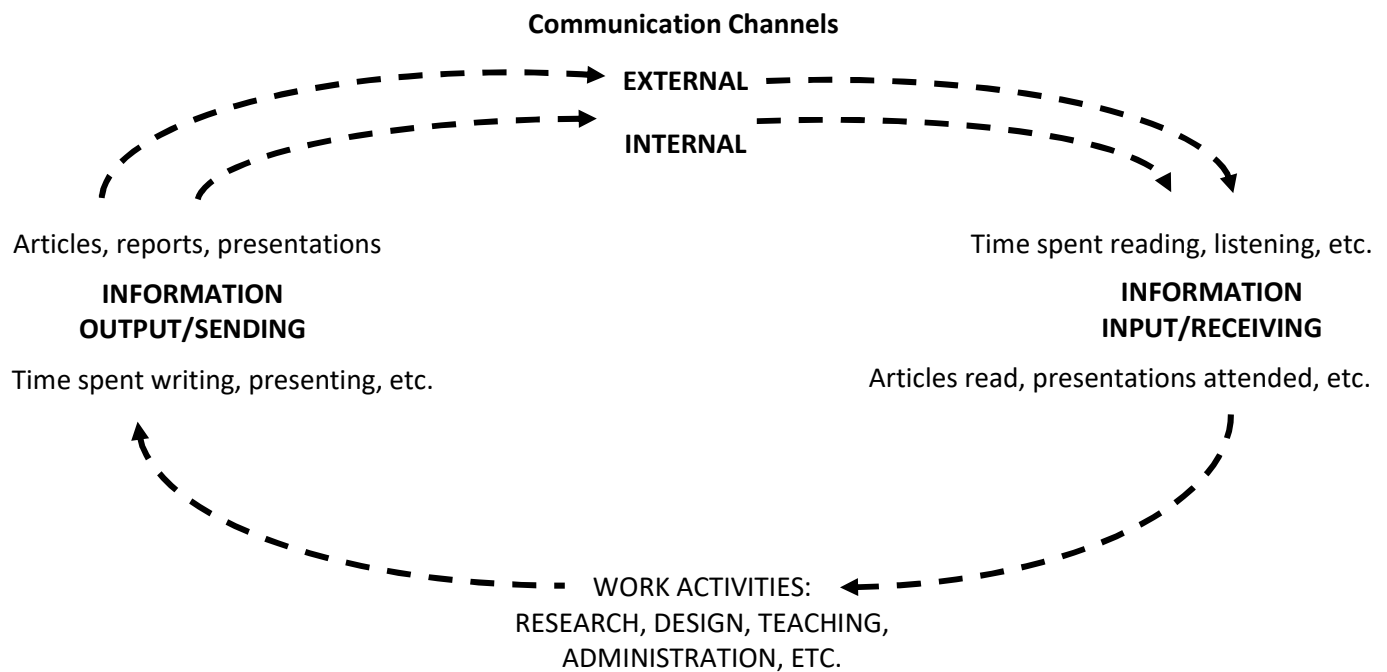 Communication Channels
EXTERNAL
INTERNAL
Articles, reports, presentations
INFORMATION
OUTPUT/SENDING
Time spent writing, presenting, etc.
Time spent reading, listening, etc.
INFORMATION
INPUT/RECEIVING
Articles read, presentations attended, etc.
WORK ACTIVITIES:
RESEARCH, DESIGN, TEACHING,
ADMINISTRATION, ETC.